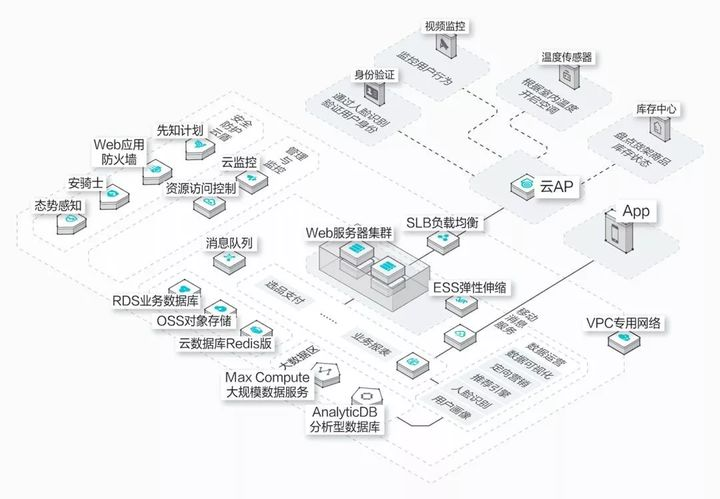 视频监控
监控用户行为
温度传感器
根据室内温度
开启空调
身份验证
通过人脸识别
验证用户身份
库存中心
盘点货架商品
库存状态
云AP
App
安全
防护
云盾
先知计划
Web应用
防火墙
安骑士
态势感知
管理
与
监控
云监控
资源访问控制
Web服务器集群
SLB负载均衡
消息队列
ESS弹性伸缩
选品支付
RDS业务数据库
OSS对象存储
云数据库Redis版
……
业务报表
移动
消息
服务
VPC专用网络
大数据区
Max Compute
大规模数据服务
AnalyticDB
分析型数据库
数据运营
数据可视化
定向营销
推荐引擎
人脸识别
用户画像